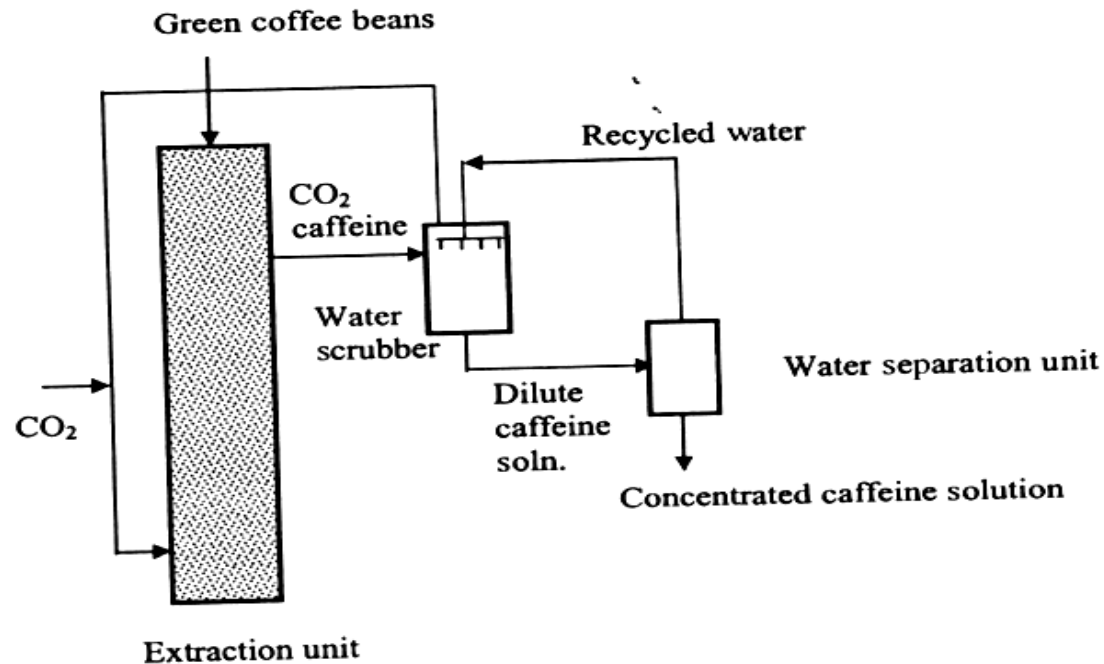 Green coffee beans
Recycled water
CO₂
caffeine
Water
scrubber
Water separation unit
CO₂
Dilute
caffeine
soln.
Concentrated caffeine solution
Extraction unit